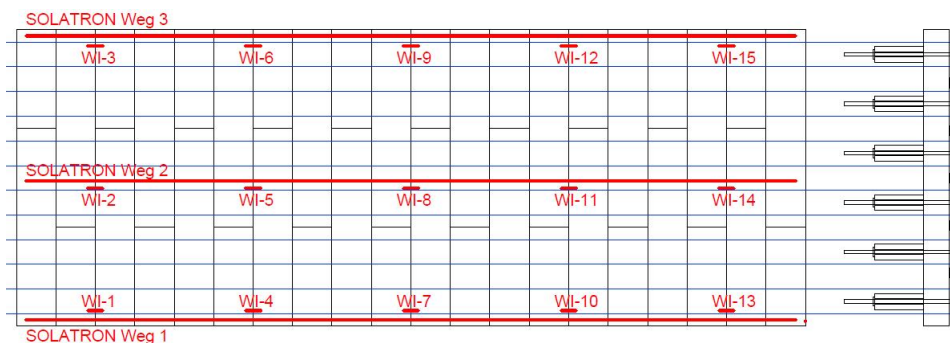 SOLATRON Weg 3
WI-3 WI-6 WI-9 WI-12 WI-15
SOLATRON Weg 2
WI-2 WI-5 WI-8 WI-11 WI-14
WI-1 WI-4 WI-7 WI-10 WI-13
SOLATRON Weg 1